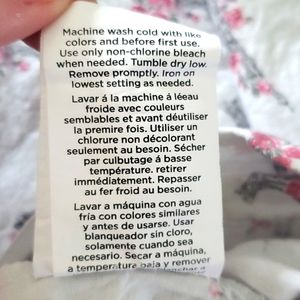 Machine wash cold with like
colors and before first use.
Use only non-chlorine bleach
when needed. Tumble dry low.
Remove promptly. Iron on
lowest setting as needed.
Lavar á la machine á léeau
froide avec couleurs
semblables et avant déutiliser
la premire fois. Utiliser un
chlorure non décolorant
seulement au besoin. Sécher
par culbutage á basse
température. retirer
immédiatement. Repasser
au fer froid au besoin.
Lavar a máquina con agua
fría con colores similares
y antes de usarse. Usar
blanqueador sin cloro,
solamente cuando sea
necesario. Secar a máquina,
a temperatura baja y remover